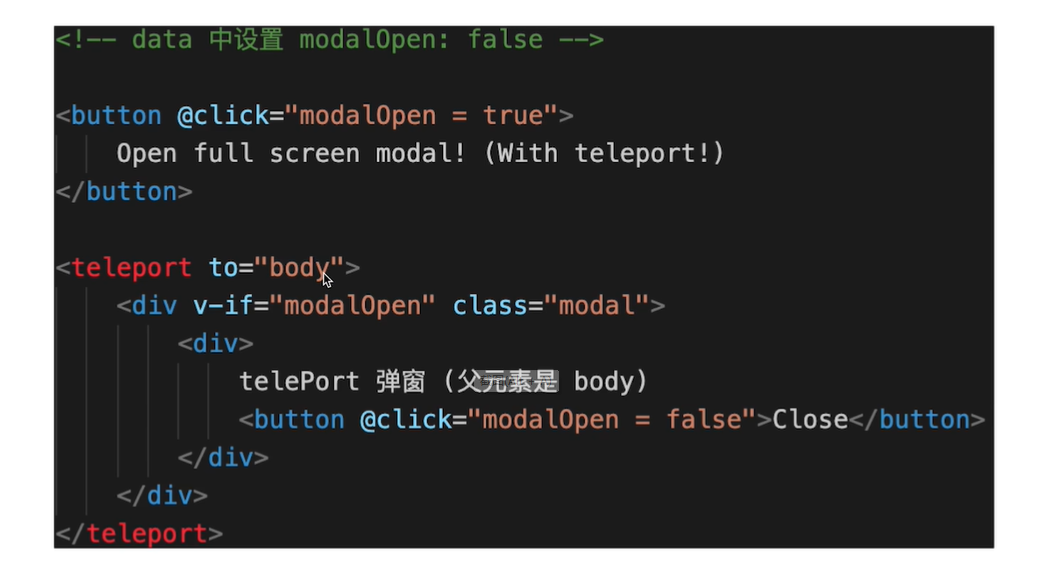 <!-- data 中设置 modalOpen: false -->
<button @click="modalOpen = true">
Open full screen modal! (With teleport!)
</button>
<teleport to="body">
<div v-if="modalOpen" class="modal">
<div>
telePort 弹窗 (父元素是 body)
<button @click="modalOpen = false">Close</button>
</div>
</div>
</teleport>